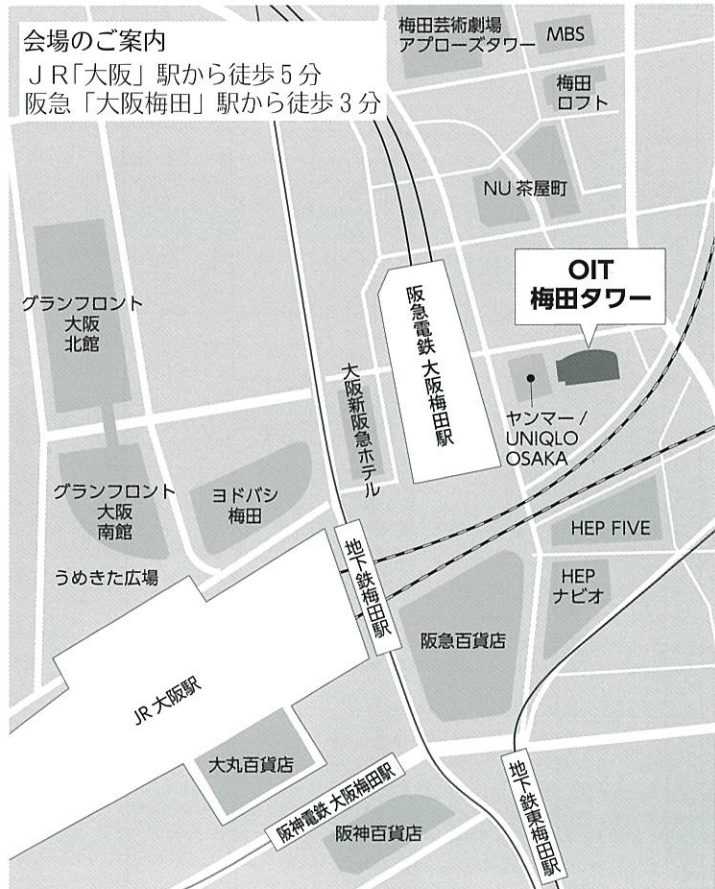 会場のご案内
ＪＲ「大阪」駅から徒歩５分
阪急「大阪梅田」駅から徒歩３分
梅田芸術劇場
アプローズタワー
MBS
梅田
ロフト
NU 茶屋町
OIT
梅田タワー
グランフロント
大阪
北館
阪急電鉄 大阪梅田駅
大阪新阪急ホテル
ヤンマー /
UNIQLO
OSAKA
グランフロント
大阪
南館
ヨドバシ
梅田
うめきた広場
地下鉄梅田駅
HEP FIVE
HEP
ナビオ
阪急百貨店
JR 大阪駅
大丸百貨店
阪神電鉄 大阪梅田駅
阪神百貨店
地下鉄東梅田駅